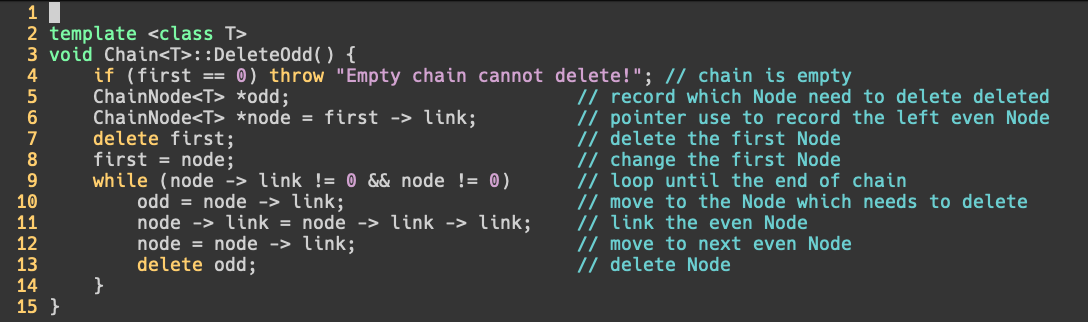 1
2 template <class T>
3 void Chain<T>::DeleteOdd() {
4     if (first == 0) throw "Empty chain cannot delete!"; // chain is empty
5     ChainNode<T> *odd;                          // record which Node need to delete deleted
6     ChainNode<T> *node = first -> link;         // pointer use to record the left even Node
7     delete first;                               // delete the first Node
8     first = node;                               // change the first Node
9     while (node -> link != 0 && node != 0)      // loop until the end of chain
10         odd = node -> link;                     // move to the Node which needs to delete
11         node -> link = node -> link -> link;    // link the even Node
12         node = node -> link;                    // move to next even Node
13         delete odd;                             // delete Node
14     }
15 }